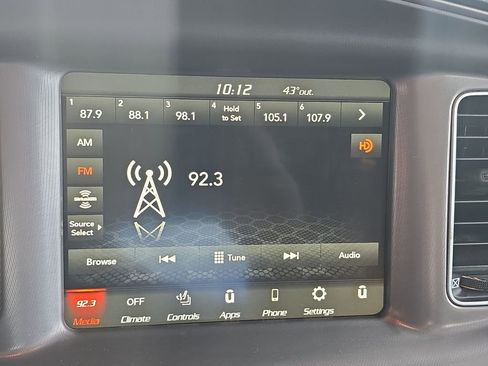 10:12 43°out.
1 87.9 2 88.1 3 98.1 4 Hold to Set 5 105.1 6 107.9
AM
HD
FM
92.3
SiriusXM
Source Select
Browse Tune Audio
92.3 OFF
Media Climate Controls Apps Phone Settings